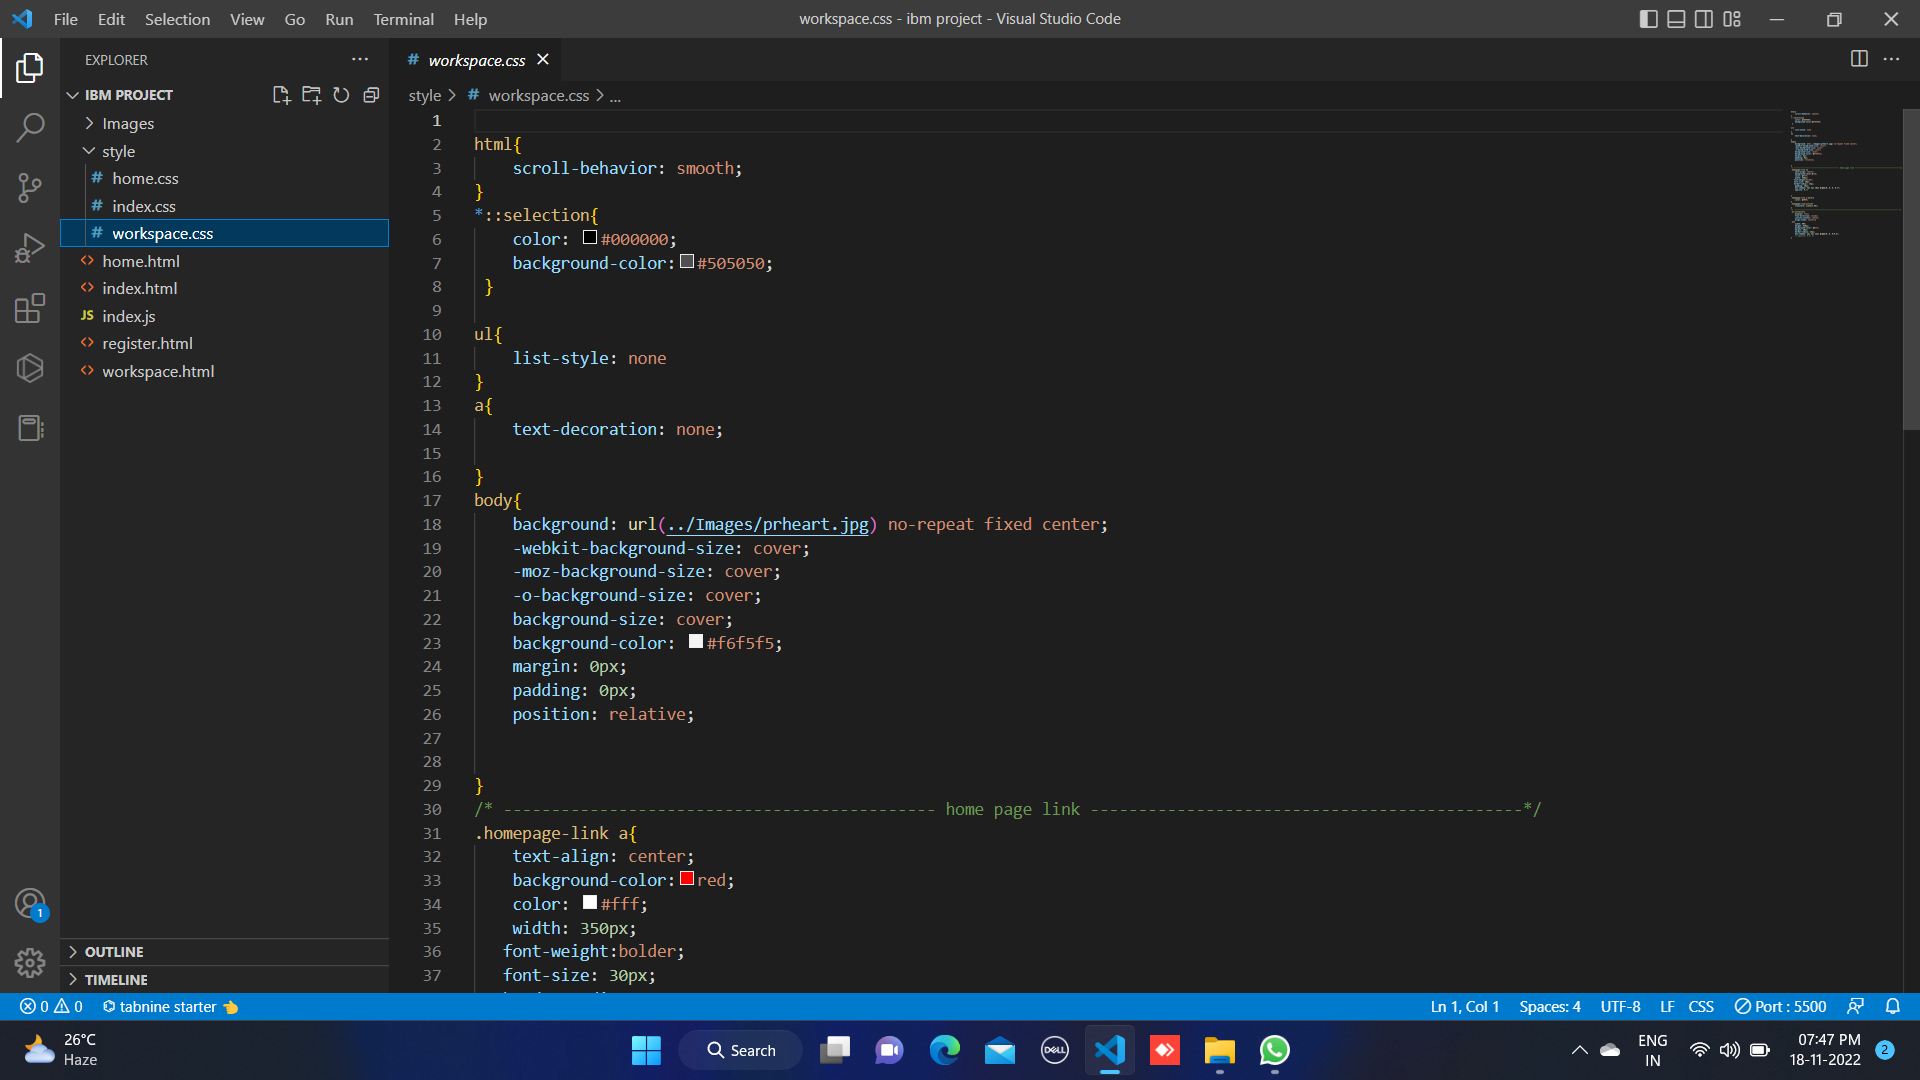 File Edit Selection View Go Run Terminal Help
workspace.css - ibm project - Visual Studio Code
EXPLORER
IBM PROJECT
Images
style
# home.css
# index.css
# workspace.css
<> home.html
<> index.html
JS index.js
<> register.html
<> workspace.html
OUTLINE
TIMELINE
# workspace.css
style > # workspace.css > ...
1
2 html{
3     scroll-behavior: smooth;
4 }
5 *::selection{
6     color: #000000;
7     background-color:#505050;
8  }
9
10 ul{
11     list-style: none
12 }
13 a{
14     text-decoration: none;
15
16 }
17 body{
18     background: url(../Images/prheart.jpg) no-repeat fixed center;
19     -webkit-background-size: cover;
20     -moz-background-size: cover;
21     -o-background-size: cover;
22     background-size: cover;
23     background-color: #f6f5f5;
24     margin: 0px;
25     padding: 0px;
26     position: relative;
27
28
29 }
30 /* --------------------------------------------- home page link ---------------------------------------------*/
31 .homepage-link a{
32     text-align: center;
33     background-color:red;
34     color: #fff;
35     width: 350px;
36    font-weight:bolder;
37    font-size: 30px;
1
0 0 tabnine starter
Ln 1, Col 1 Spaces: 4 UTF-8 LF CSS Port : 5500
26°C
Haze
Search
DELL
ENG
IN
07:47 PM
18-11-2022
2